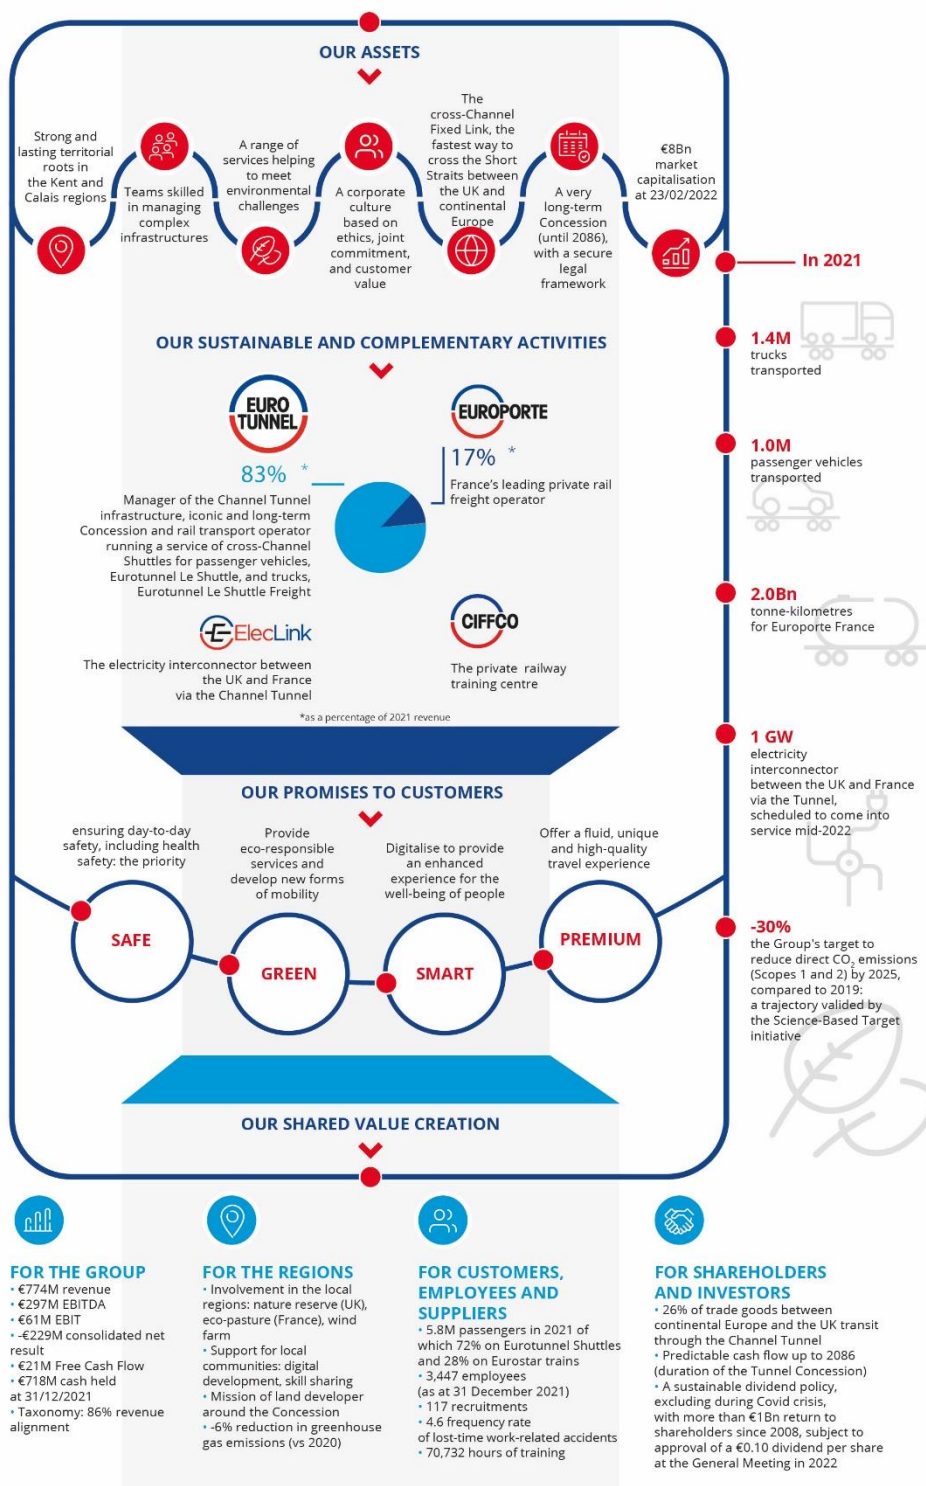 OUR ASSETS
Strong and
lasting territorial
roots in
the Kent and
Calais regions
Teams skilled
in managing
complex
infrastructures
A range of
services helping
to meet
environmental
challenges
A corporate
culture
based on
ethics, joint
commitment,
and customer
value
The
cross-Channel
Fixed Link, the
fastest way to
cross the Short
Straits between
the UK and
continental
Europe
A very
long-term
Concession
(until 2086),
with a secure
legal
framework
€8Bn
market
capitalisation
at 23/02/2022
In 2021
1.4M
trucks
transported
1.0M
passenger vehicles
transported
2.0Bn
tonne-kilometres
for Europorte France
1 GW
electricity
interconnector
between the UK and France
via the Tunnel,
scheduled to come into
service mid-2022
-30%
the Group's target to
reduce direct CO2 emissions
(Scopes 1 and 2) by 2025,
compared to 2019:
a trajectory valided by
the Science-Based Target
initiative
OUR SUSTAINABLE AND COMPLEMENTARY ACTIVITIES
EURO
TUNNEL
83% *
Manager of the Channel Tunnel
infrastructure, iconic and long-term
Concession and rail transport operator
running a service of cross-Channel
Shuttles for passenger vehicles,
Eurotunnel Le Shuttle, and trucks,
Eurotunnel Le Shuttle Freight
EUROPORTE
17% *
France's leading private rail
freight operator
ElecLink
The electricity interconnector between
the UK and France
via the Channel Tunnel
CIFFCO
The private railway
training centre
*as a percentage of 2021 revenue
OUR PROMISES TO CUSTOMERS
ensuring day-to-day
safety, including health
safety: the priority
SAFE
Provide
eco-responsible
services and
develop new forms
of mobility
GREEN
Digitalise to provide
an enhanced
experience for the
well-being of people
SMART
Offer a fluid, unique
and high-quality
travel experience
PREMIUM
OUR SHARED VALUE CREATION
FOR THE GROUP
• €774M revenue
• €297M EBITDA
• €61M EBIT
• -€229M consolidated net
result
• €21M Free Cash Flow
• €718M cash held
at 31/12/2021
• Taxonomy: 86% revenue
alignment
FOR THE REGIONS
• Involvement in the local
regions: nature reserve (UK),
eco-pasture (France), wind
farm
• Support for local
communities: digital
development, skill sharing
• Mission of land developer
around the Concession
• -6% reduction in greenhouse
gas emissions (vs 2020)
FOR CUSTOMERS,
EMPLOYEES AND
SUPPLIERS
• 5.8M passengers in 2021 of
which 72% on Eurotunnel Shuttles
and 28% on Eurostar trains
• 3,447 employees
(as at 31 December 2021)
• 117 recruitments
• 4.6 frequency rate
of lost-time work-related accidents
• 70,732 hours of training
FOR SHAREHOLDERS
AND INVESTORS
• 26% of trade goods between
continental Europe and the UK transit
through the Channel Tunnel
• Predictable cash flow up to 2086
(duration of the Tunnel Concession)
• A sustainable dividend policy,
excluding during Covid crisis,
with more than €1Bn return to
shareholders since 2008, subject to
approval of a €0.10 dividend per share
at the General Meeting in 2022